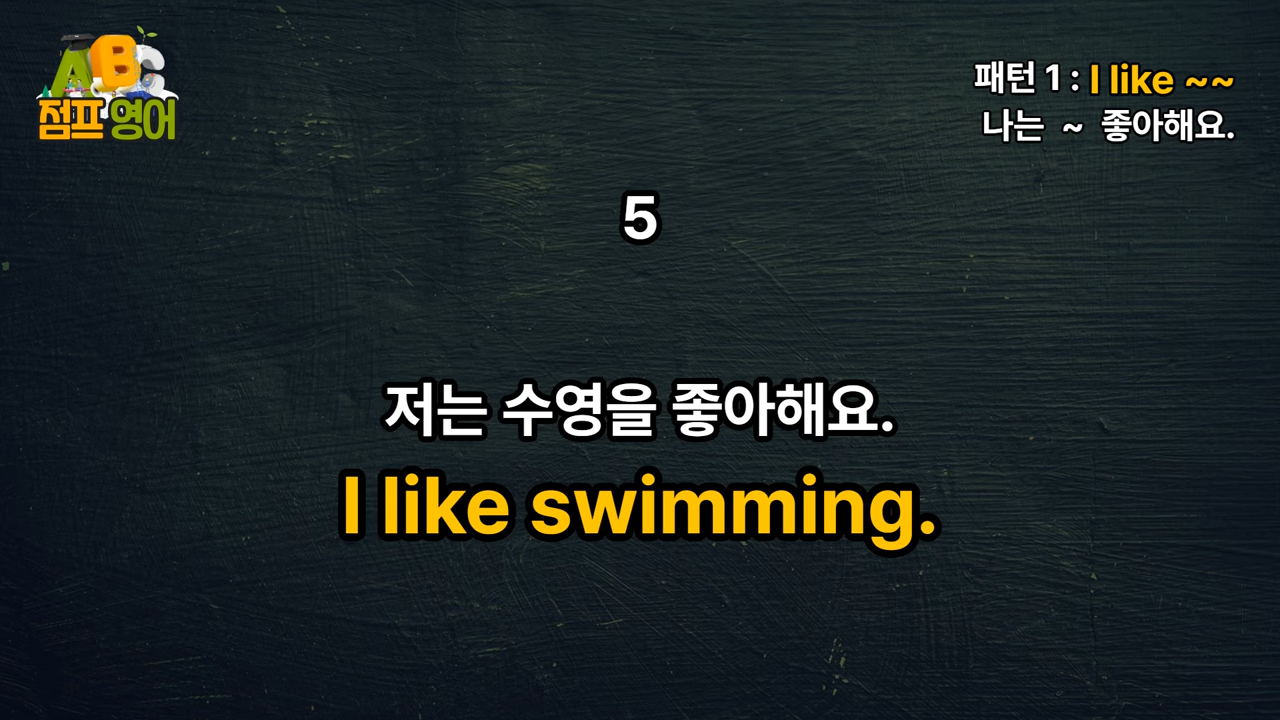 ABC
점프 영어
패턴 1 : I like ~~
나는 ~ 좋아해요.
5
저는 수영을 좋아해요.
I like swimming.